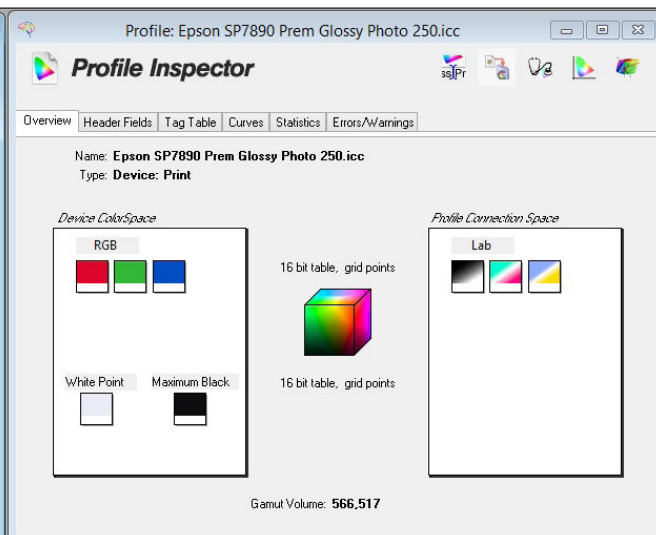 Profile: Epson SP7890 Prem Glossy Photo 250.icc
Profile Inspector
Overview Header Fields Tag Table Curves Statistics Errors/Warnings
Name: Epson SP7890 Prem Glossy Photo 250.icc
Type: Device: Print
Device ColorSpace
Profile Connection Space
RGB
Lab
16 bit table, grid points
White Point Maximum Black
16 bit table, grid points
Gamut Volume: 566,517